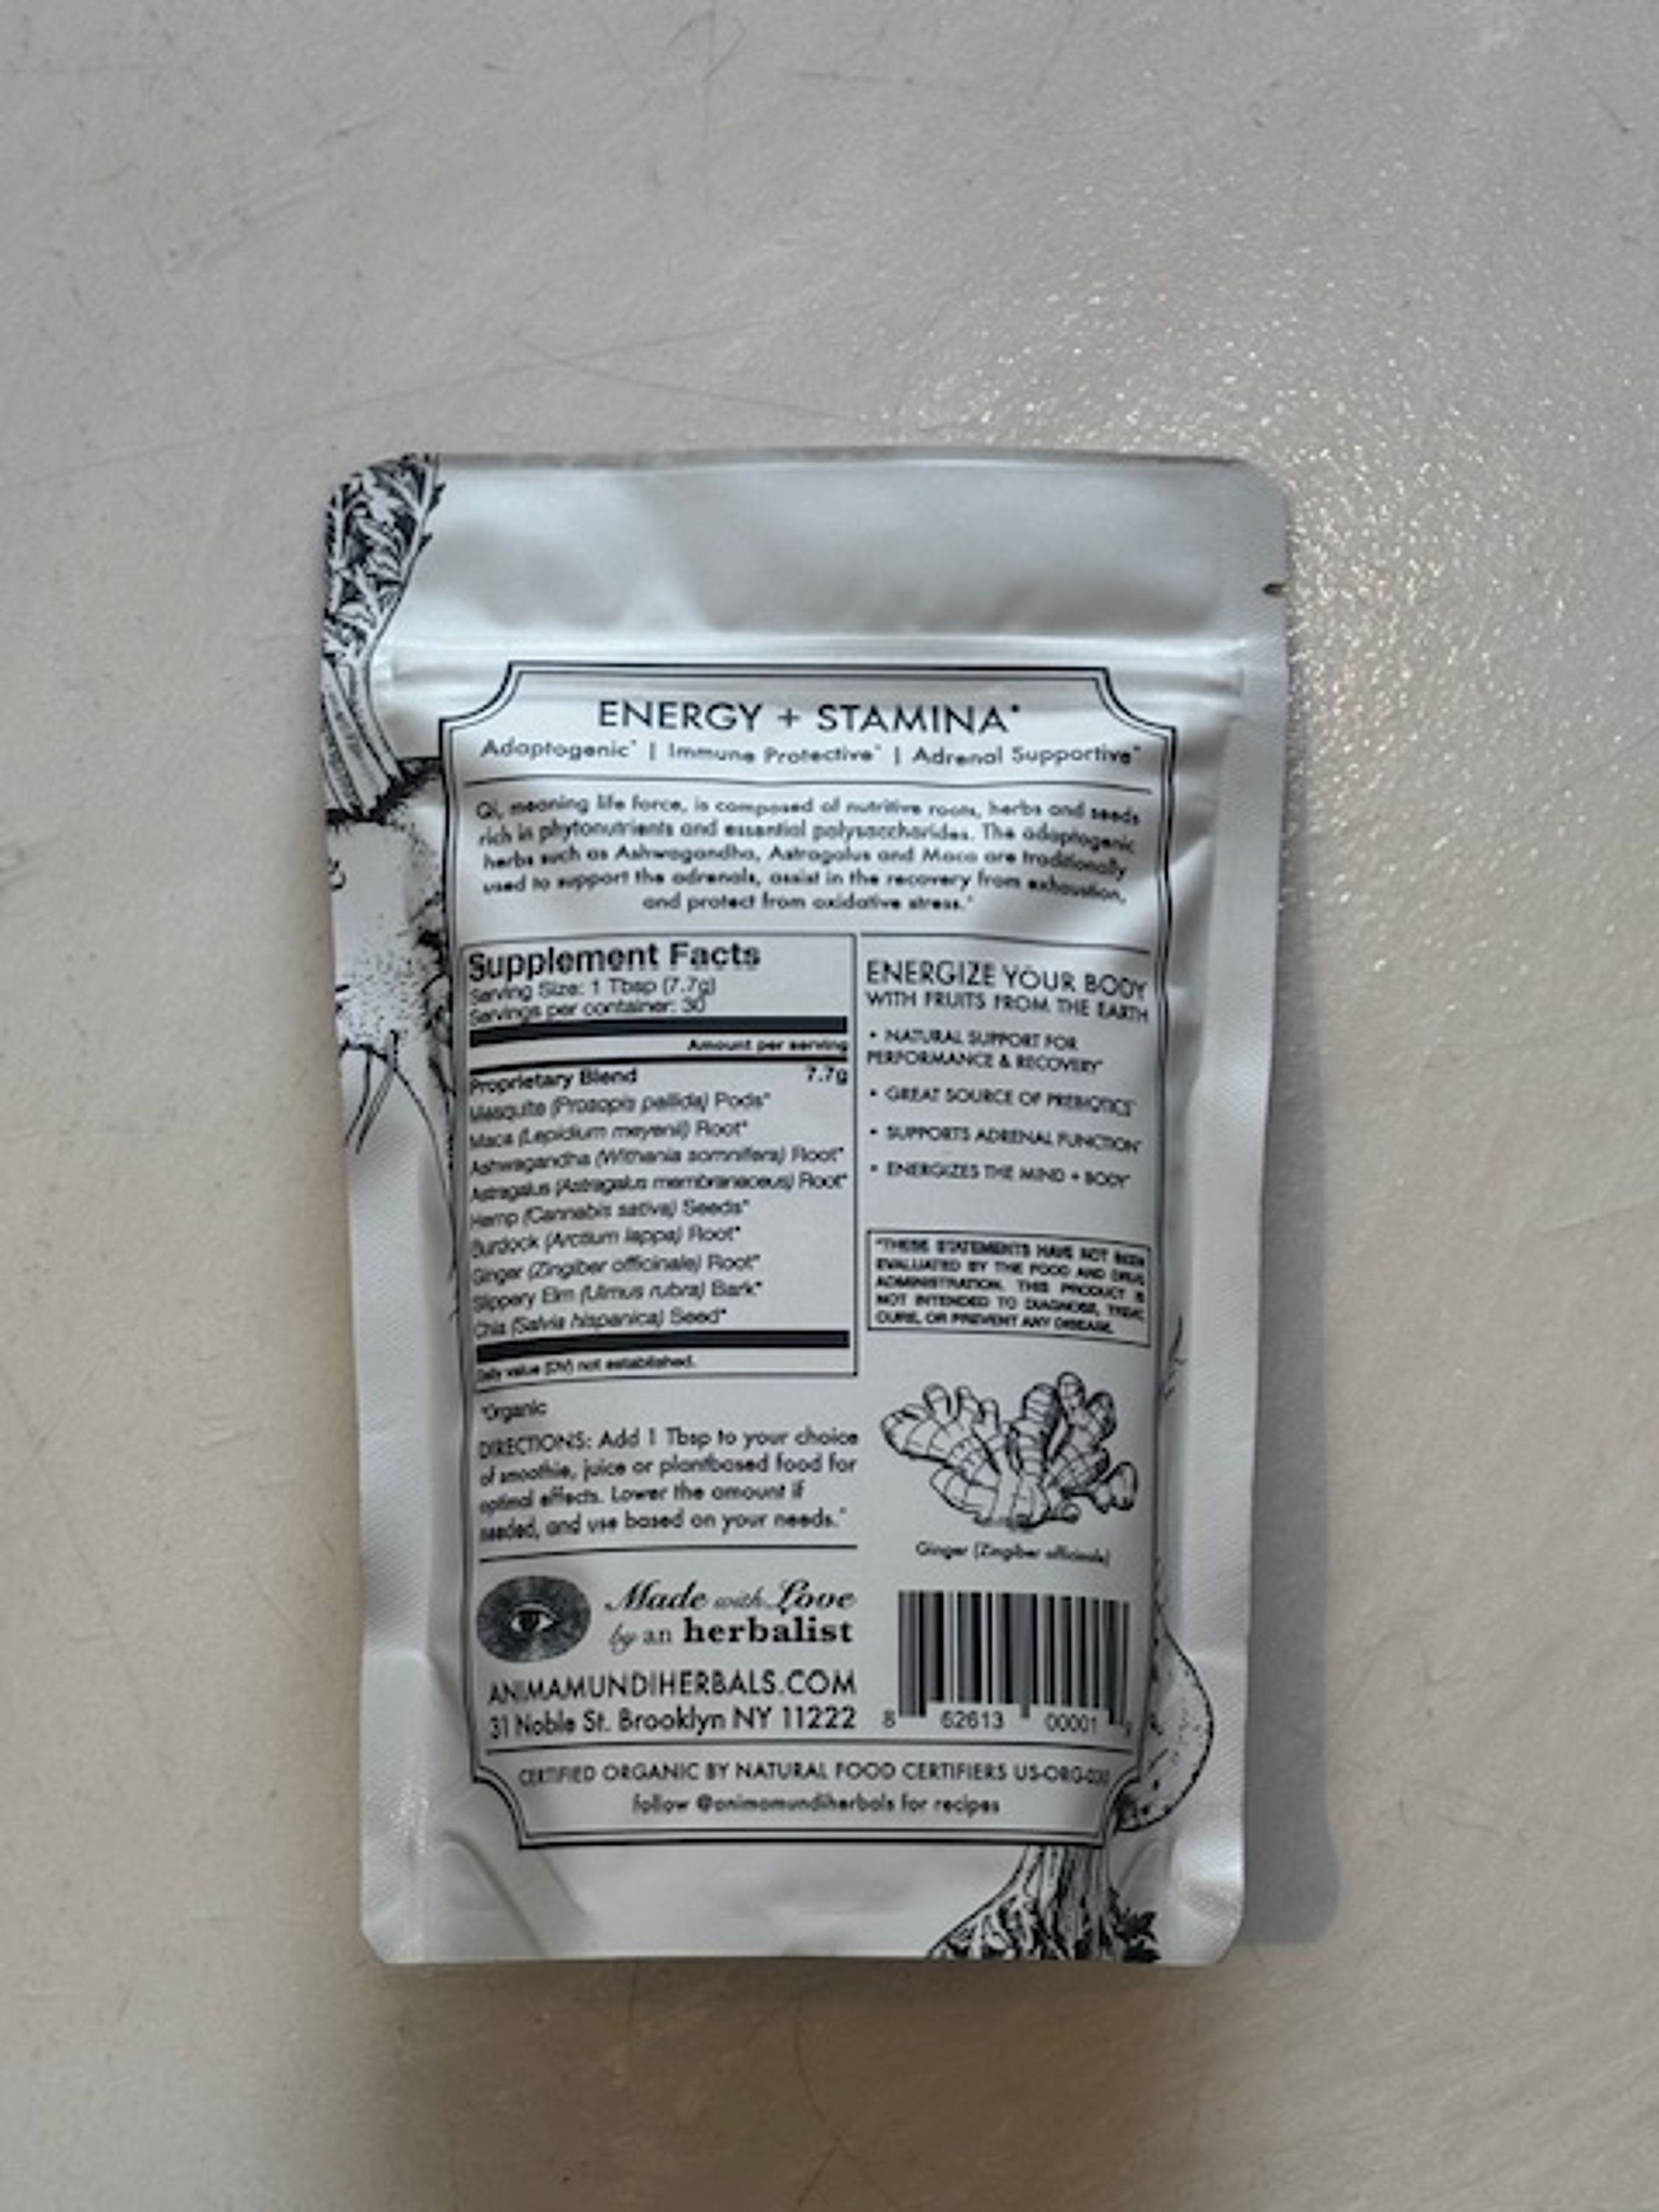 ENERGY + STAMINA*
Adaptogenic* | Immune Protective* | Adrenal Supportive*
Qi, meaning life force, is composed of nutritive roots, herbs and seeds
rich in phytonutrients and essential polysaccharides. The adaptogenic
herbs such as Ashwagandha, Astragalus and Maca are traditionally
used to support the adrenals, assist in the recovery from exhaustion,
and protect from oxidative stress.*
Supplement Facts
Serving Size: 1 Tbsp (7.7g)
Servings per container: 30
Amount per serving
Proprietary Blend 7.7g
Mesquite (Prosopis pallida) Pods*
Maca (Lepidium meyenii) Root*
Ashwagandha (Withania somnifera) Root*
Astragalus (Astragalus membranaceus) Root*
Hemp (Cannabis sativa) Seeds*
Burdock (Arctium lappa) Root*
Ginger (Zingiber officinale) Root*
Slippery Elm (Ulmus rubra) Bark*
Chia (Salvia hispanica) Seed*
Daily value (DV) not established.
*Organic
DIRECTIONS: Add 1 Tbsp to your choice
of smoothie, juice or plantbased food for
optimal effects. Lower the amount if
needed, and use based on your needs.*
Made with Love
by an herbalist
ANIMAMUNDIHERBALS.COM
31 Noble St. Brooklyn NY 11222
ENERGIZE YOUR BODY
WITH FRUITS FROM THE EARTH
• NATURAL SUPPORT FOR
PERFORMANCE & RECOVERY*
• GREAT SOURCE OF PREBIOTICS*
• SUPPORTS ADRENAL FUNCTION*
• ENERGIZES THE MIND + BODY*
*THESE STATEMENTS HAVE NOT BEEN
EVALUATED BY THE FOOD AND DRUG
ADMINISTRATION. THIS PRODUCT IS
NOT INTENDED TO DIAGNOSE, TREAT,
CURE, OR PREVENT ANY DISEASE.
Ginger (Zingiber officinale)
8 62613 00001
CERTIFIED ORGANIC BY NATURAL FOOD CERTIFIERS
follow @animamundiherbals for recipes